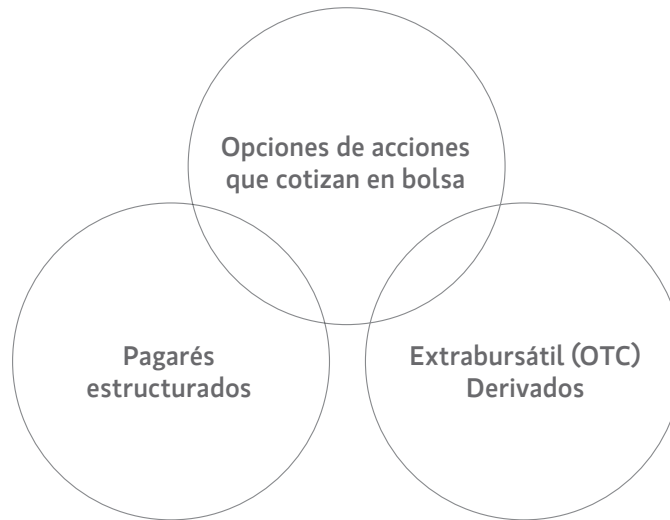 Opciones de acciones
que cotizan en bolsa
Pagarés
estructurados
Extrabursátil (OTC)
Derivados